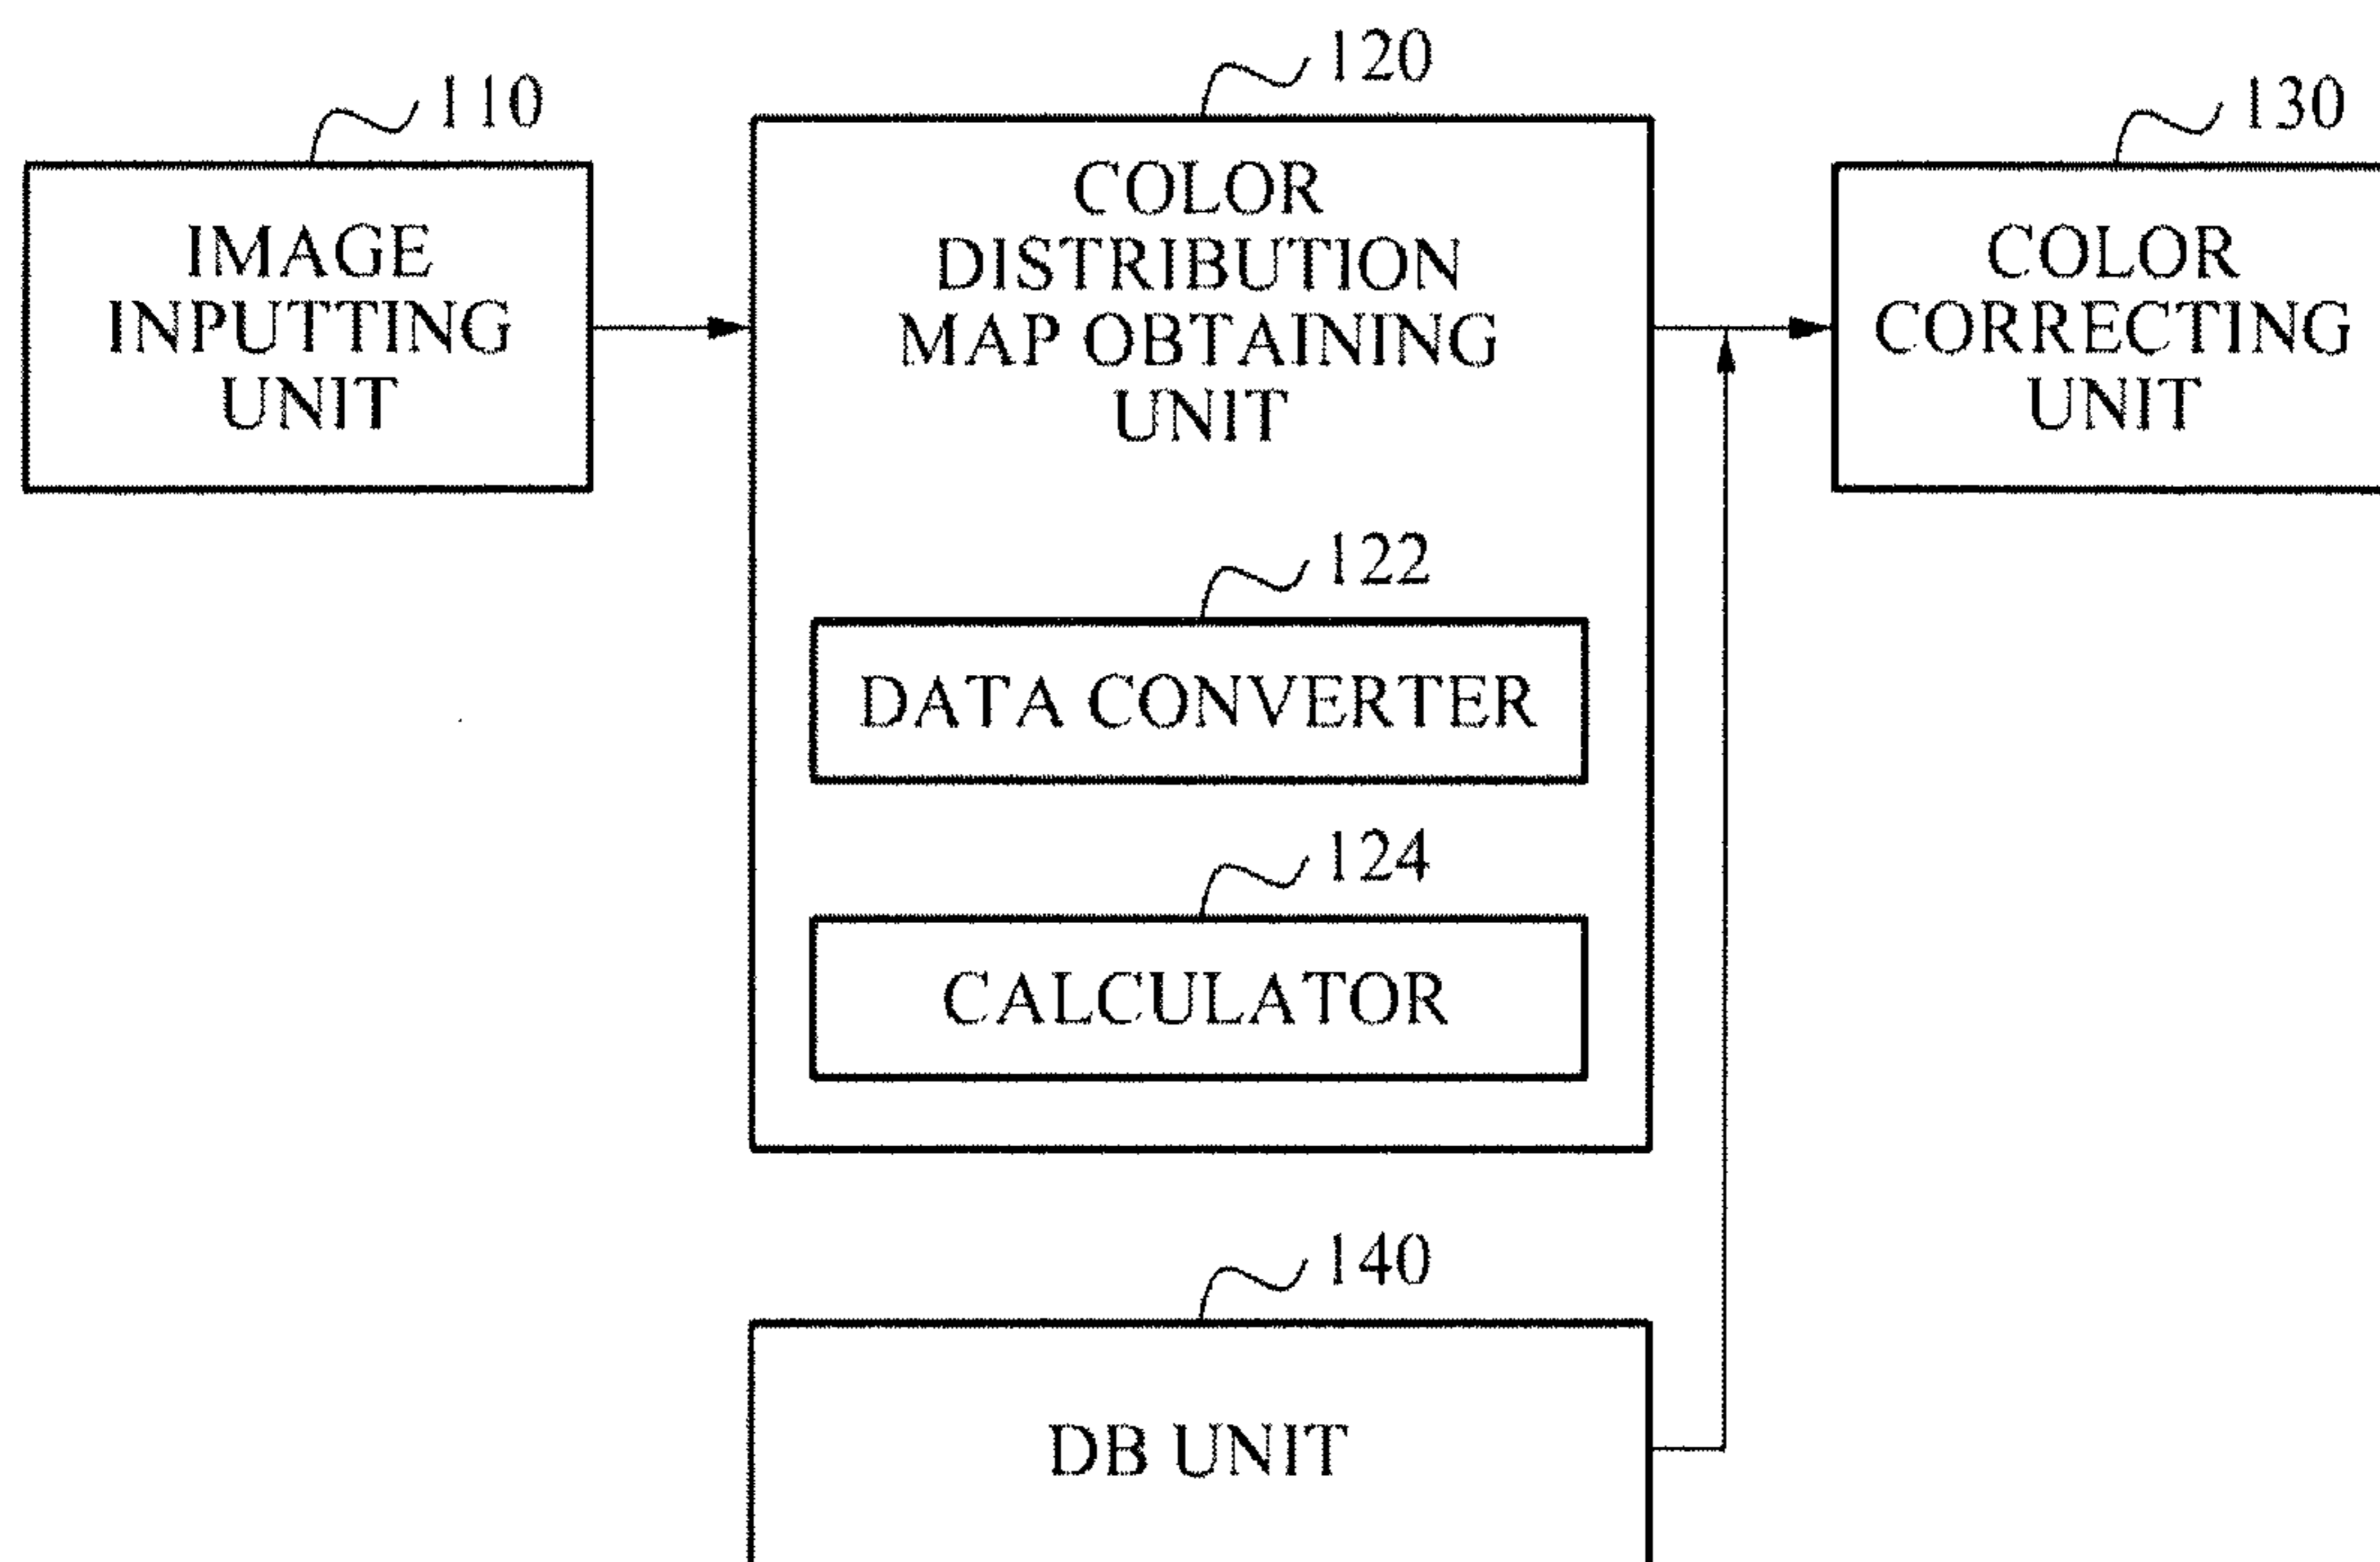 110
IMAGE
INPUTTING
UNIT
120
COLOR
DISTRIBUTION
MAP OBTAINING
UNIT
122
DATA CONVERTER
124
CALCULATOR
130
COLOR
CORRECTING
UNIT
140
DB UNIT